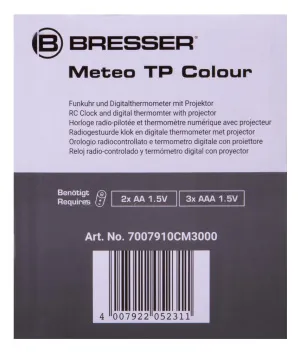 B BRESSER®
Meteo TP Colour
Funkuhr und Digitalthermometer mit Projektor
RC Clock and digital thermomter with projector
Horloge radio-pilotée et thermomètre numérique avec projecteur
Radiogestuurde klok en digitale thermometer met projector
Orologio radiocontrollato e termometro digitale con proiettore
Reloj radio-controlado y termómetro digital con proyector
Benötigt
Requires
2x AA 1.5V
3x AAA 1.5V
Art. No. 7007910CM3000
4 007922 052311